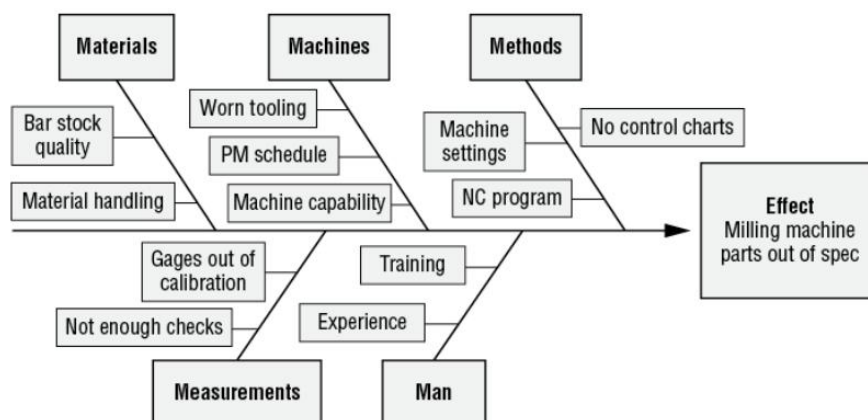 Materials
Machines
Methods
Bar stock
quality
Material handling
Worn tooling
PM schedule
Machine capability
Machine
settings
No control charts
NC program
Effect
Milling machine
parts out of spec
Gages out of
calibration
Not enough checks
Training
Experience
Measurements
Man